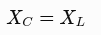 X_C = X_L